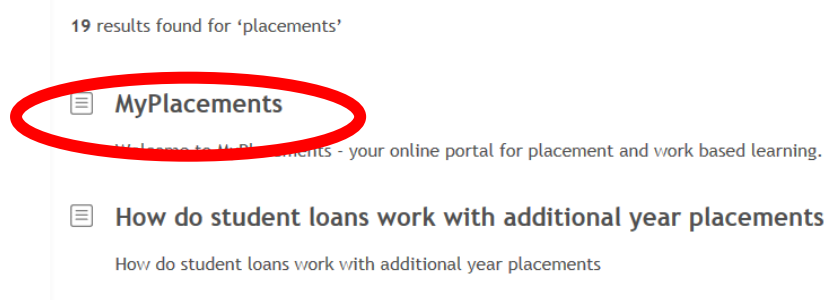 19 results found for ‘placements’
MyPlacements
Welcome to MyPlacements - your online portal for placement and work based learning.
How do student loans work with additional year placements
How do student loans work with additional year placements